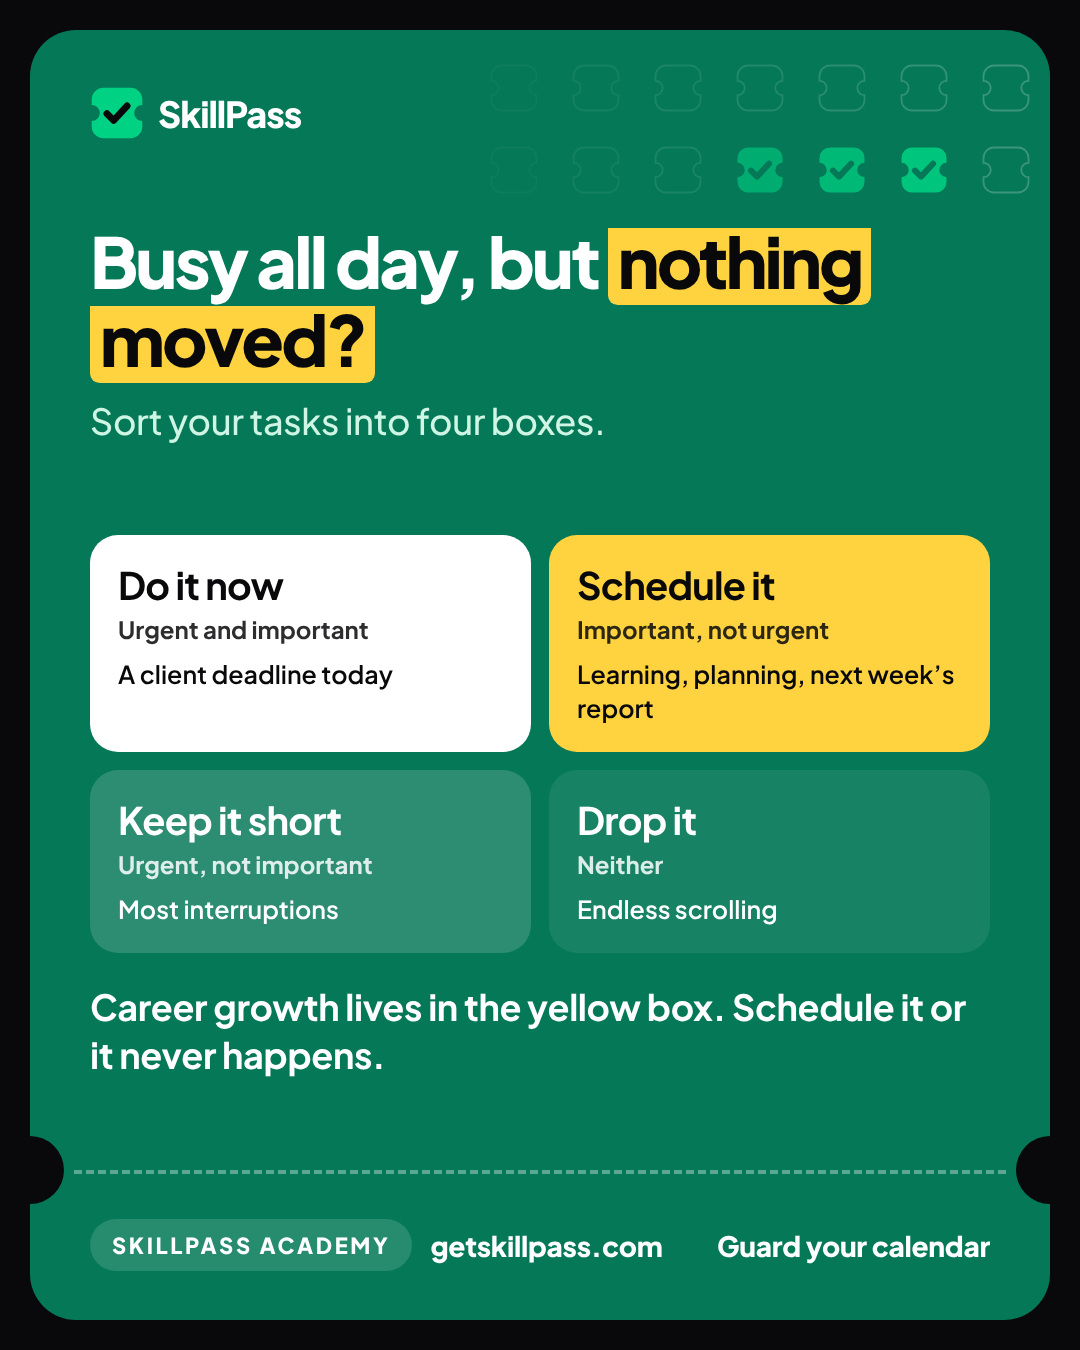 SkillPass
Busy all day, but nothing
moved?
Sort your tasks into four boxes.
Do it now
Urgent and important
A client deadline today
Schedule it
Important, not urgent
Learning, planning, next week’s
report
Keep it short
Urgent, not important
Most interruptions
Drop it
Neither
Endless scrolling
Career growth lives in the yellow box. Schedule it or
it never happens.
SKILLPASS ACADEMY
getskillpass.com
Guard your calendar